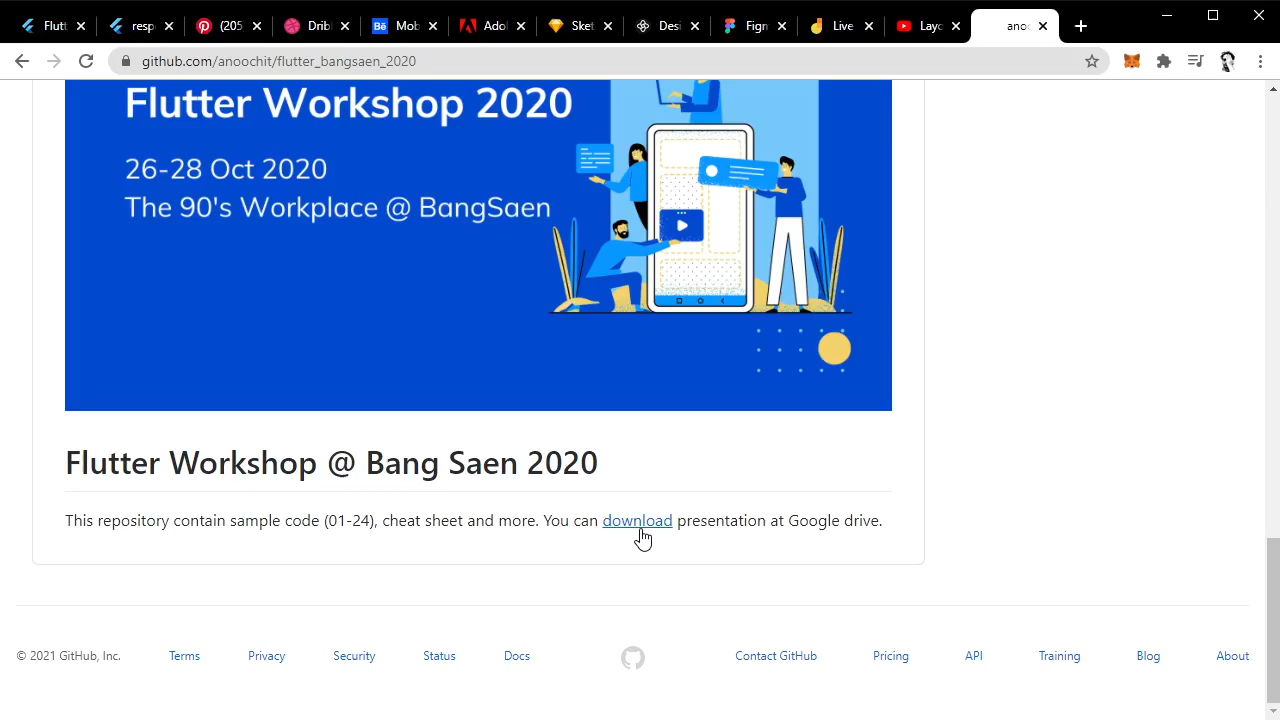 Flutt
resp
(205
Drib
Mob
Adol
Sket
Desi
Figm
Live
Layo
anoc
github.com/anoochit/flutter_bangsaen_2020
Flutter Workshop 2020
26-28 Oct 2020
The 90's Workplace @ BangSaen
Flutter Workshop @ Bang Saen 2020
This repository contain sample code (01-24), cheat sheet and more. You can download presentation at Google drive.
© 2021 GitHub, Inc. Terms Privacy Security Status Docs Contact GitHub Pricing API Training Blog About